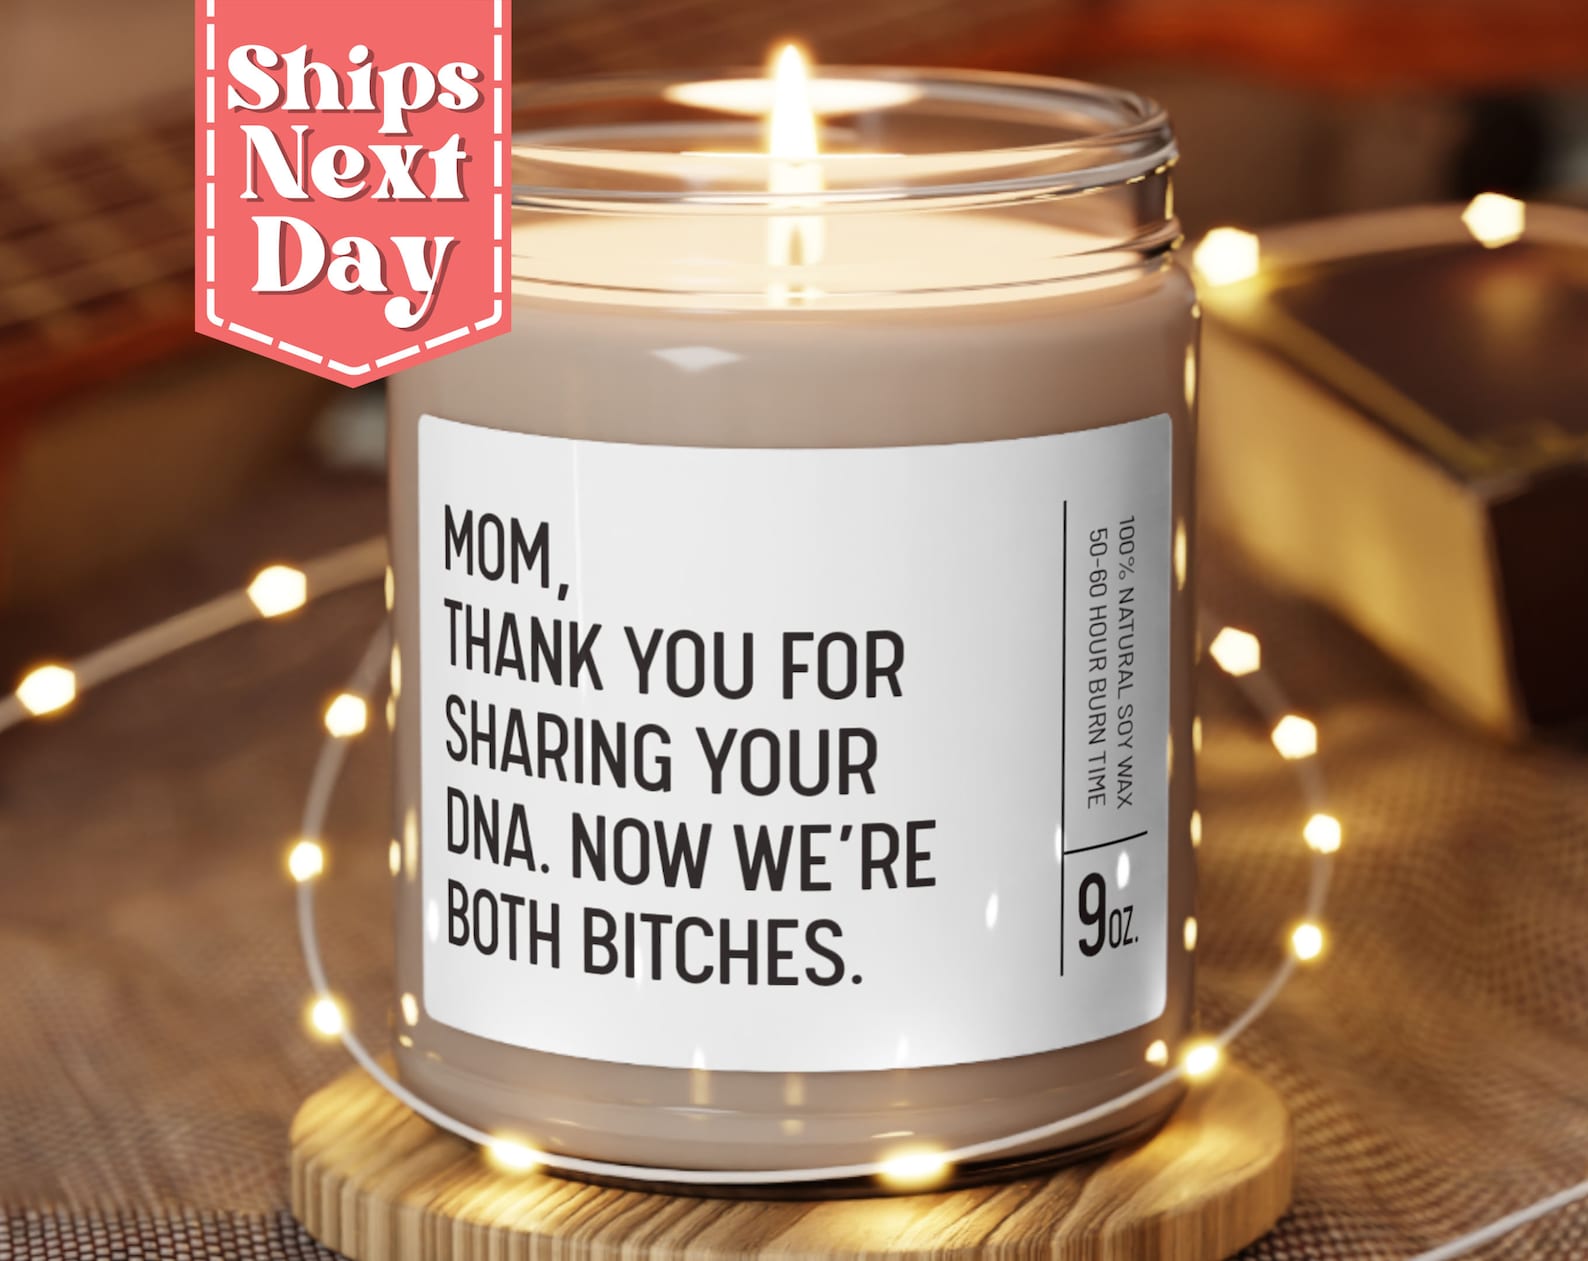 Ships
Next
Day
MOM,
THANK YOU FOR
SHARING YOUR
DNA. NOW WE'RE
BOTH BITCHES.
100% NATURAL SOY WAX
50-60 HOUR BURN TIME
9OZ.